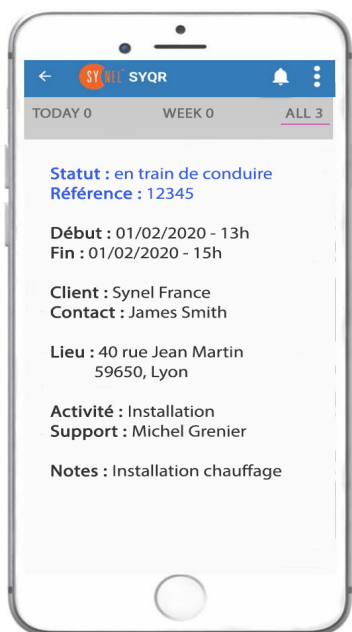 SYNEL SYQR
TODAY 0 WEEK 0 ALL 3
Statut : en train de conduire
Référence : 12345
Début : 01/02/2020 - 13h
Fin : 01/02/2020 - 15h
Client : Synel France
Contact : James Smith
Lieu : 40 rue Jean Martin
59650, Lyon
Activité : Installation
Support : Michel Grenier
Notes : Installation chauffage